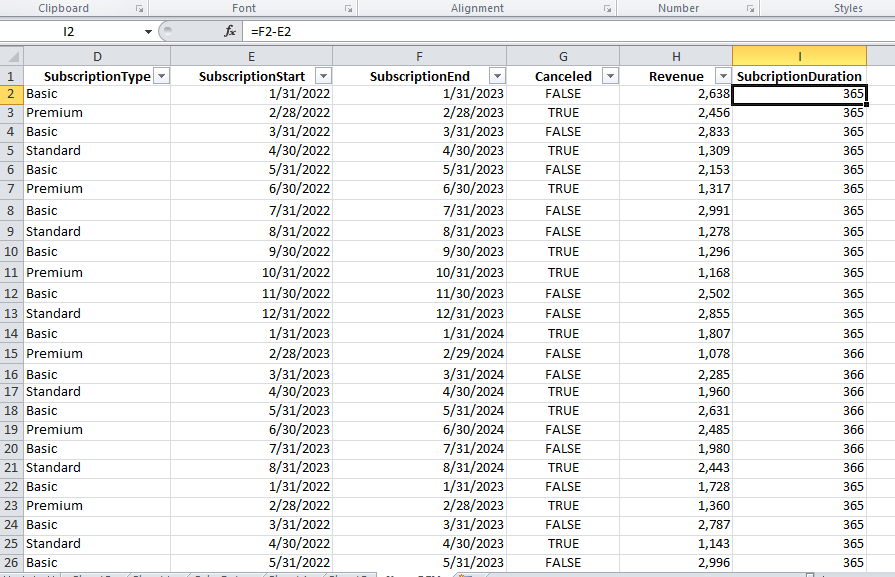 Clipboard Font Alignment Number Styles
I2 fx =F2-E2
D E F G H I
1 SubscriptionType SubscriptionStart SubscriptionEnd Canceled Revenue SubcriptionDuration
2 Basic 1/31/2022 1/31/2023 FALSE 2,638 365
3 Premium 2/28/2022 2/28/2023 TRUE 2,456 365
4 Basic 3/31/2022 3/31/2023 FALSE 2,833 365
5 Standard 4/30/2022 4/30/2023 TRUE 1,309 365
6 Basic 5/31/2022 5/31/2023 FALSE 2,153 365
7 Premium 6/30/2022 6/30/2023 TRUE 1,317 365
8 Basic 7/31/2022 7/31/2023 FALSE 2,991 365
9 Standard 8/31/2022 8/31/2023 FALSE 1,278 365
10 Basic 9/30/2022 9/30/2023 TRUE 1,296 365
11 Premium 10/31/2022 10/31/2023 TRUE 1,168 365
12 Basic 11/30/2022 11/30/2023 FALSE 2,502 365
13 Standard 12/31/2022 12/31/2023 FALSE 2,855 365
14 Basic 1/31/2023 1/31/2024 TRUE 1,807 365
15 Premium 2/28/2023 2/29/2024 FALSE 1,078 366
16 Basic 3/31/2023 3/31/2024 FALSE 2,285 366
17 Standard 4/30/2023 4/30/2024 TRUE 1,960 366
18 Basic 5/31/2023 5/31/2024 TRUE 2,631 366
19 Premium 6/30/2023 6/30/2024 FALSE 2,485 366
20 Basic 7/31/2023 7/31/2024 FALSE 1,980 366
21 Standard 8/31/2023 8/31/2024 TRUE 2,443 366
22 Basic 1/31/2022 1/31/2023 FALSE 1,728 365
23 Premium 2/28/2022 2/28/2023 TRUE 1,360 365
24 Basic 3/31/2022 3/31/2023 FALSE 2,787 365
25 Standard 4/30/2022 4/30/2023 TRUE 1,143 365
26 Basic 5/31/2022 5/31/2023 FALSE 2,996 365